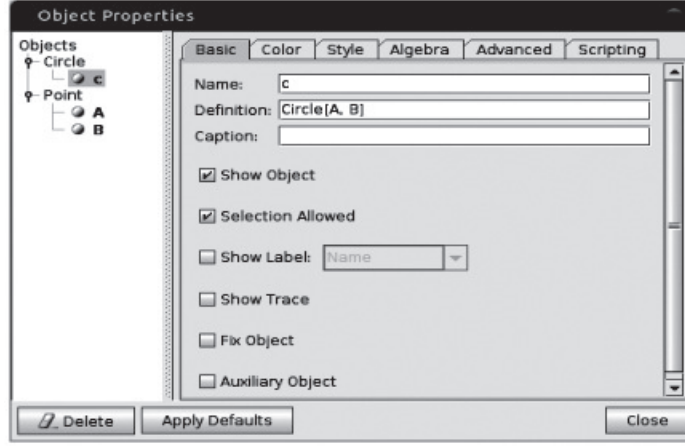 Object Properties
Objects
Circle
c
Point
A
B
Basic
Color
Style
Algebra
Advanced
Scripting
Name: c
Definition: Circle[A, B]
Caption:
Show Object
Selection Allowed
Show Label: Name
Show Trace
Fix Object
Auxiliary Object
Delete
Apply Defaults
Close